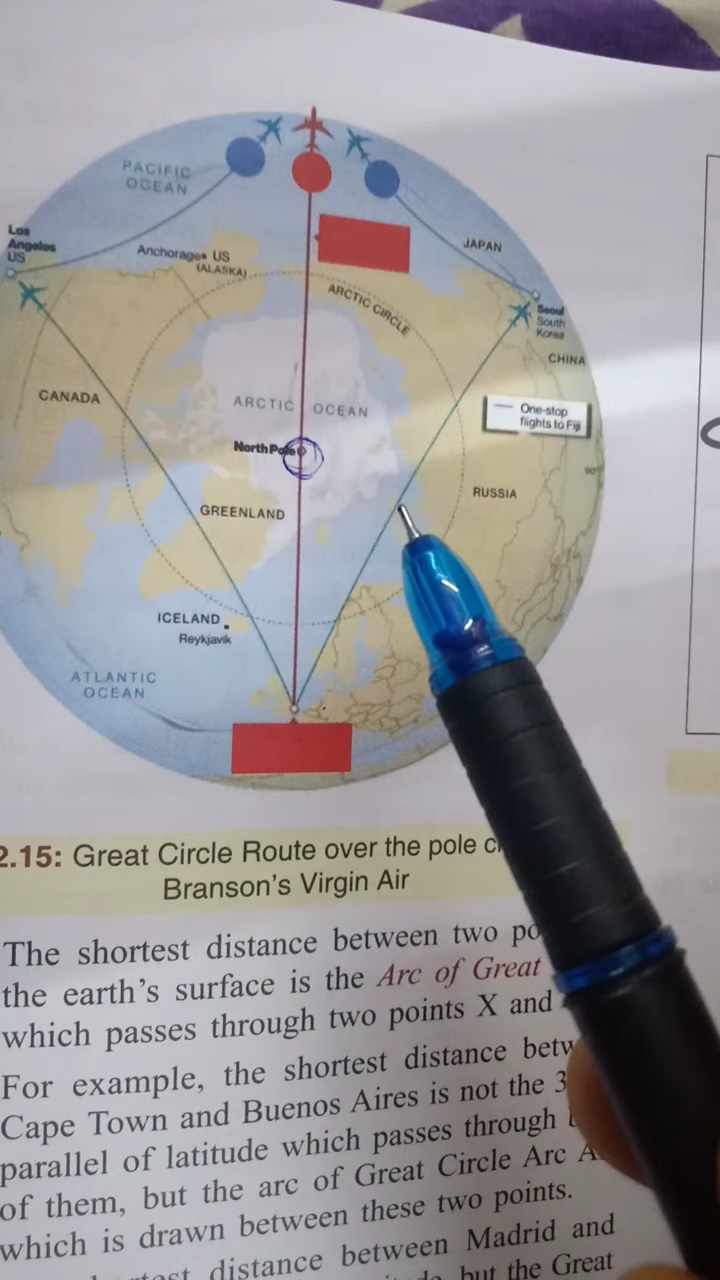 PACIFIC
OCEAN
Los
Angeles
US
Anchorage US
(ALASKA)
JAPAN
ARCTIC CIRCLE
Seoul
South
Korea
CHINA
CANADA
ARCTIC OCEAN
One-stop
flights to Fiji
North Pole
RUSSIA
GREENLAND
ICELAND
Reykjavik
ATLANTIC
OCEAN
2.15: Great Circle Route over the pole
Branson's Virgin Air
The shortest distance between two
the earth's surface is the Arc of Great
which passes through two points X and
For example, the shortest distance
Cape Town and Buenos Aires is not the 3
parallel of latitude which passes through
of them, but the arc of Great Circle Arc A
which is drawn between these two points.
distance between Madrid and
but the Great